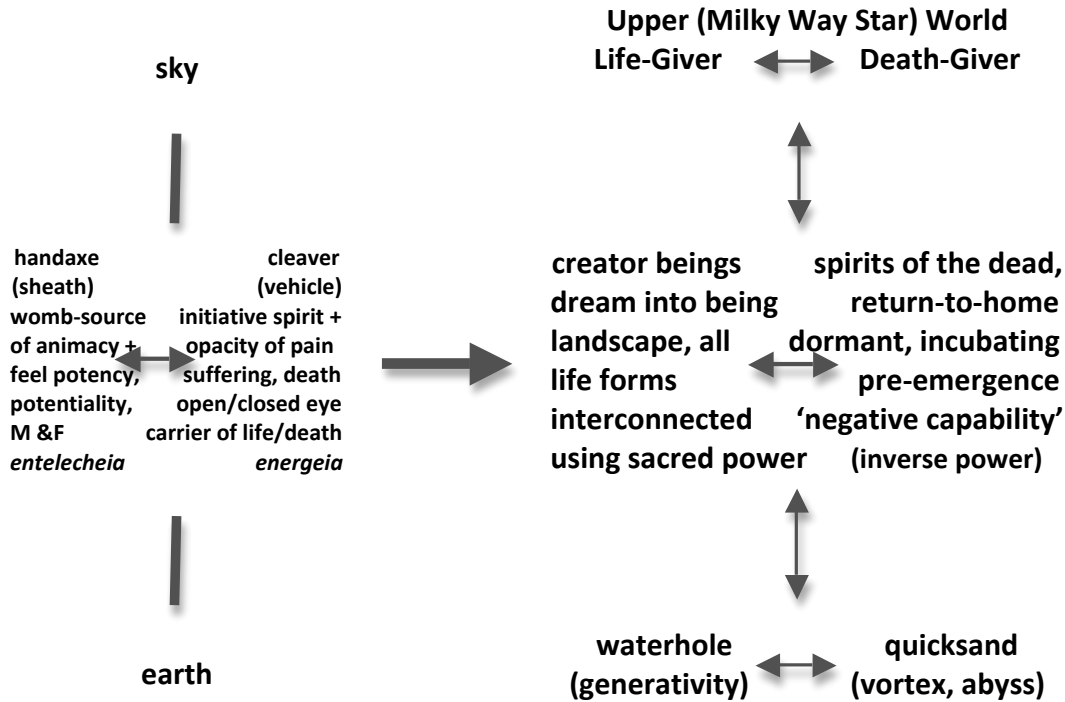 sky
handaxe
(sheath)
womb-source
of animacy +
feel potency,
potentiality,
M &F
entelecheia
cleaver
(vehicle)
initiative spirit +
opacity of pain
suffering, death
open/closed eye
carrier of life/death
energeia
earth
Upper (Milky Way Star) World
Life-Giver
Death-Giver
creator beings
dream into being
landscape, all
life forms
interconnected
using sacred power
spirits of the dead,
return-to-home
dormant, incubating
pre-emergence
‘negative capability’
(inverse power)
waterhole
(generativity)
quicksand
(vortex, abyss)